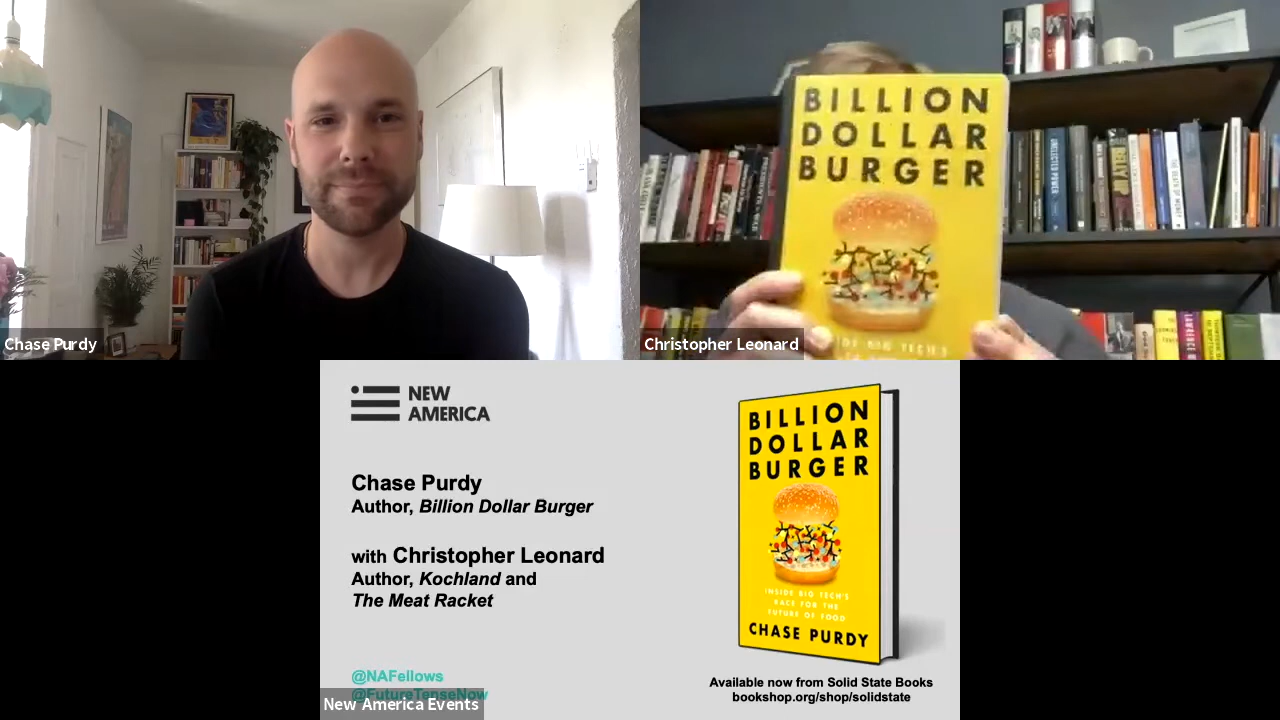 Chase Purdy
BILLION
DOLLAR
BURGER
Christopher Leonard
NEW
AMERICA
Chase Purdy
Author, Billion Dollar Burger
with Christopher Leonard
Author, Kochland and
The Meat Racket
@NAFellows
@FutureTenseNow
New America Events
BILLION
DOLLAR
BURGER
INSIDE BIG TECH'S
RACE FOR THE
FUTURE OF FOOD
CHASE PURDY
Available now from Solid State Books
bookshop.org/shop/solidstate